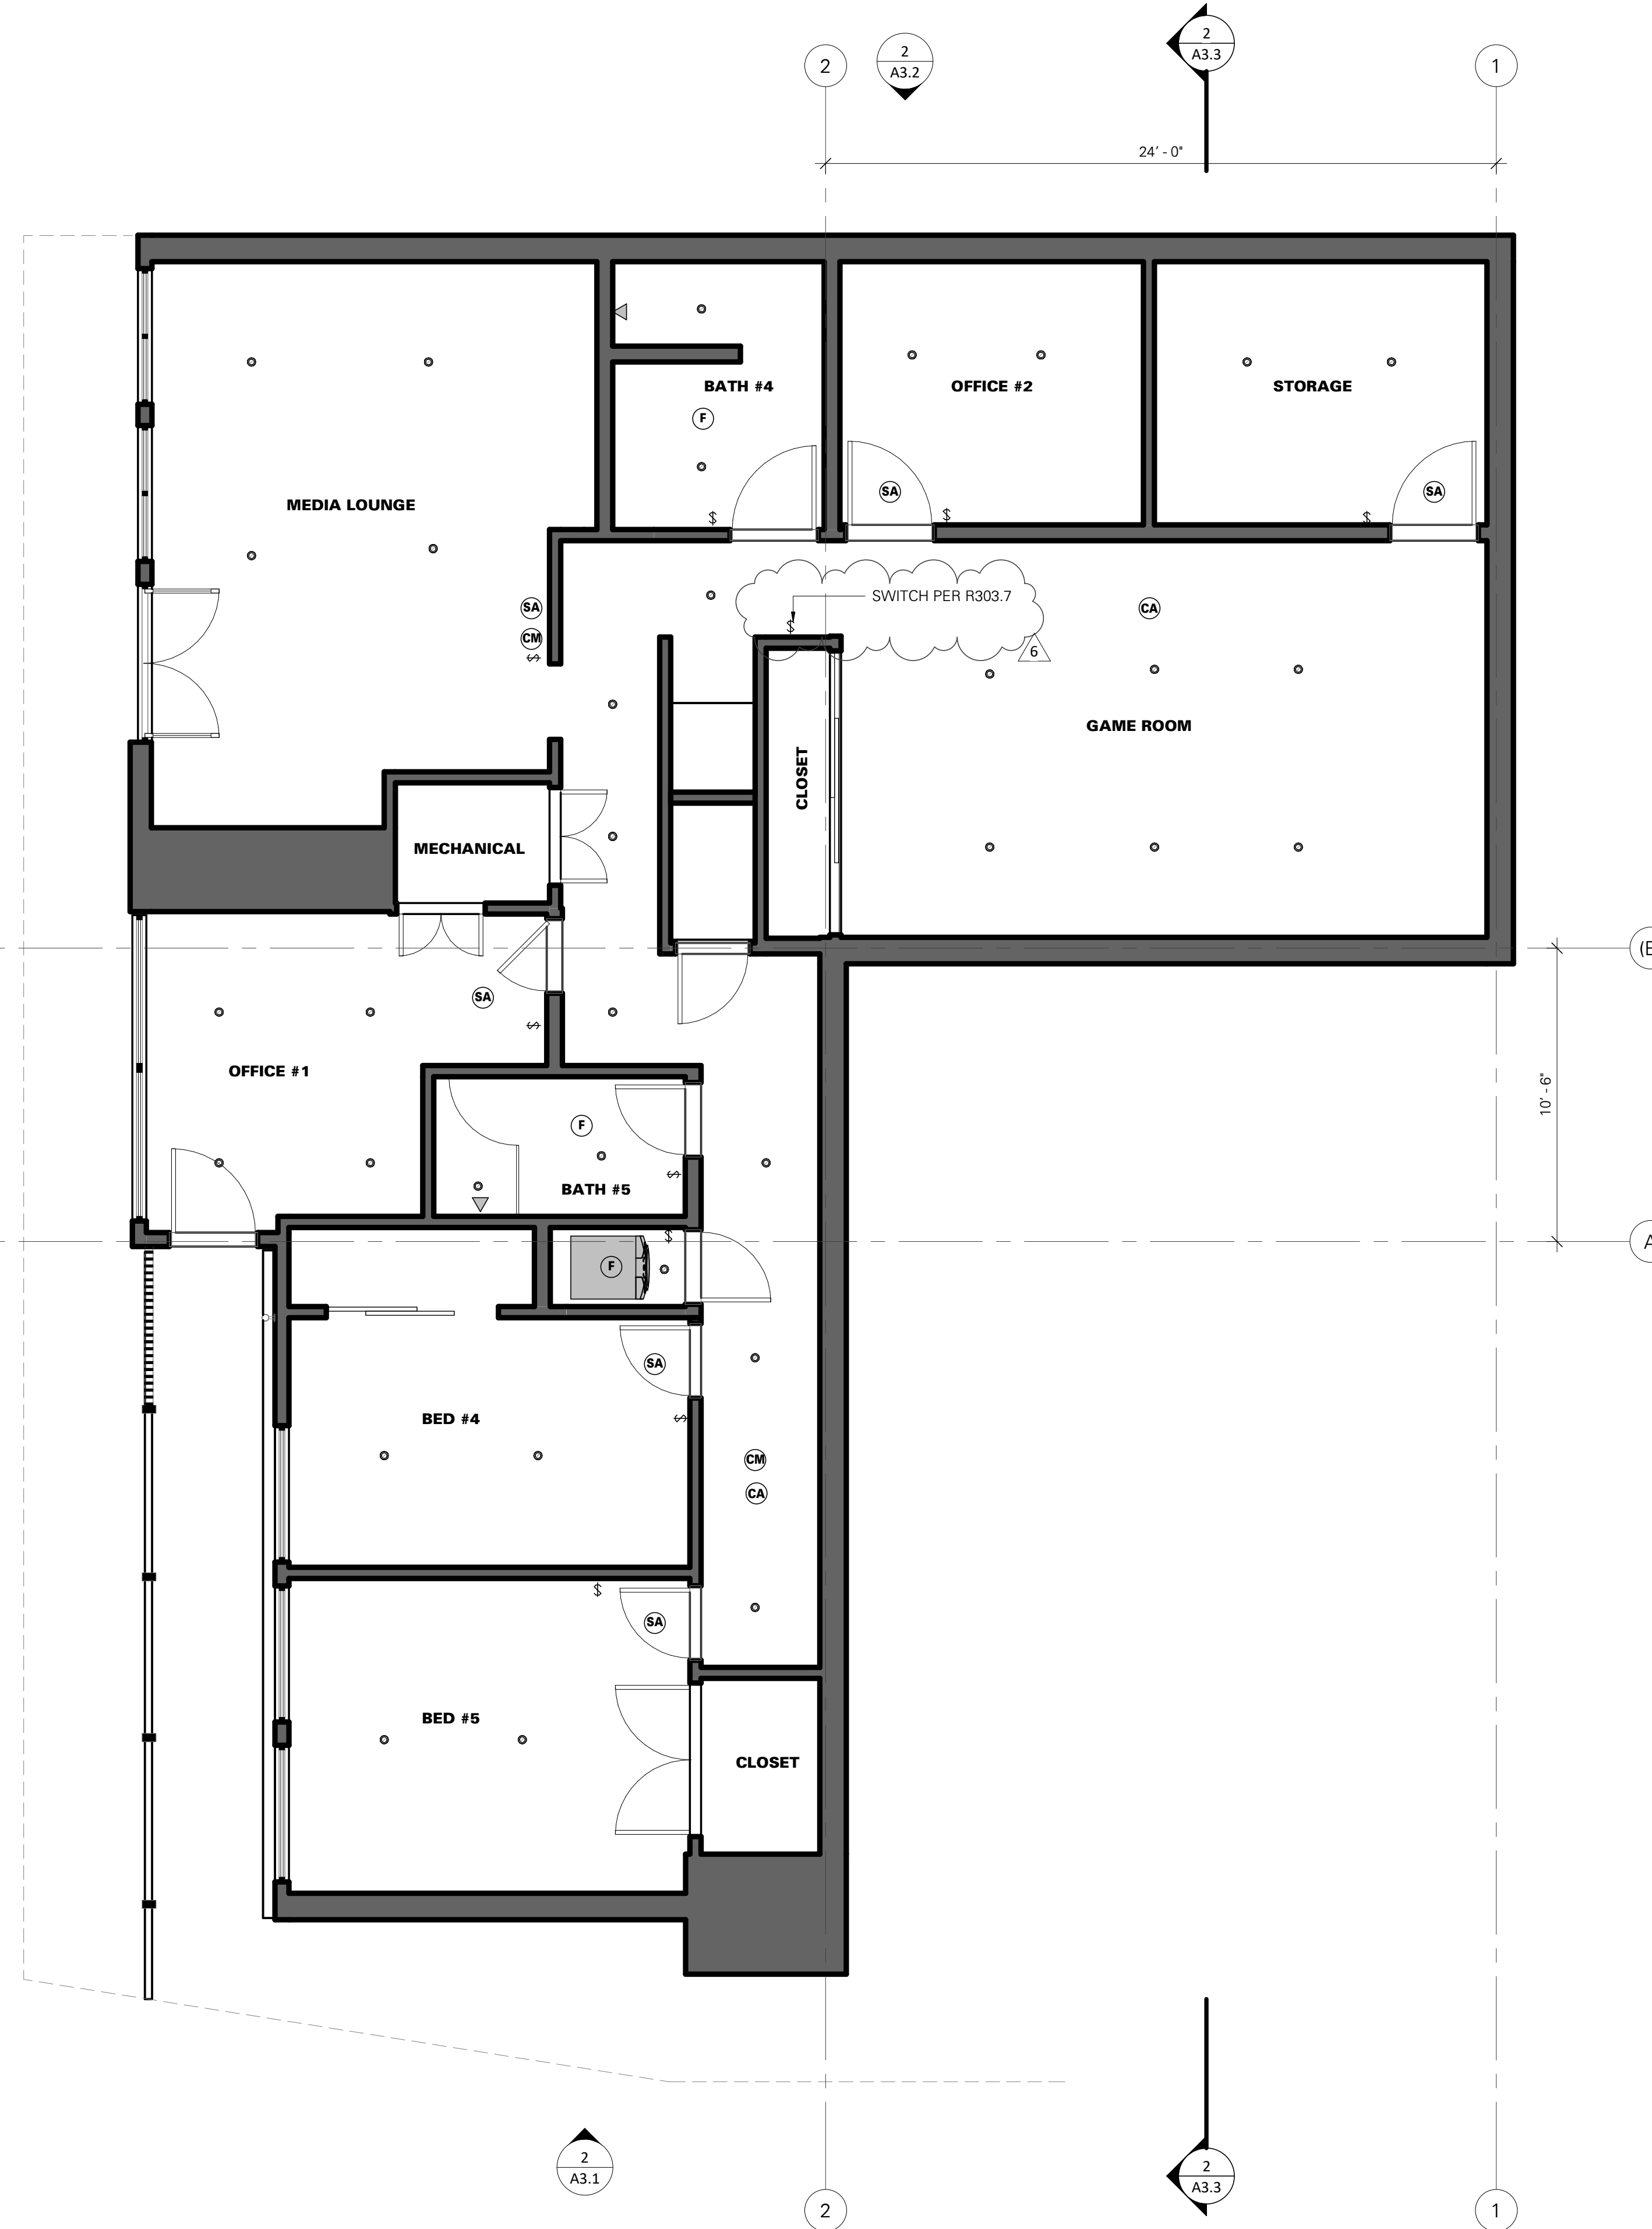 2
A3.3
2
2
A3.2
1
24' - 0"
BATH #4
OFFICE #2
STORAGE
F
SA
SA
MEDIA LOUNGE
$
$
$
SWITCH PER R303.7
$
6
SA
CM
$
CA
GAME ROOM
CLOSET
MECHANICAL
SA
$
OFFICE #1
10' - 6"
F
$
BATH #5
$
F
A
SA
BED #4
$
CM
CA
$
SA
BED #5
CLOSET
2
A3.1
2
A3.3
2
1